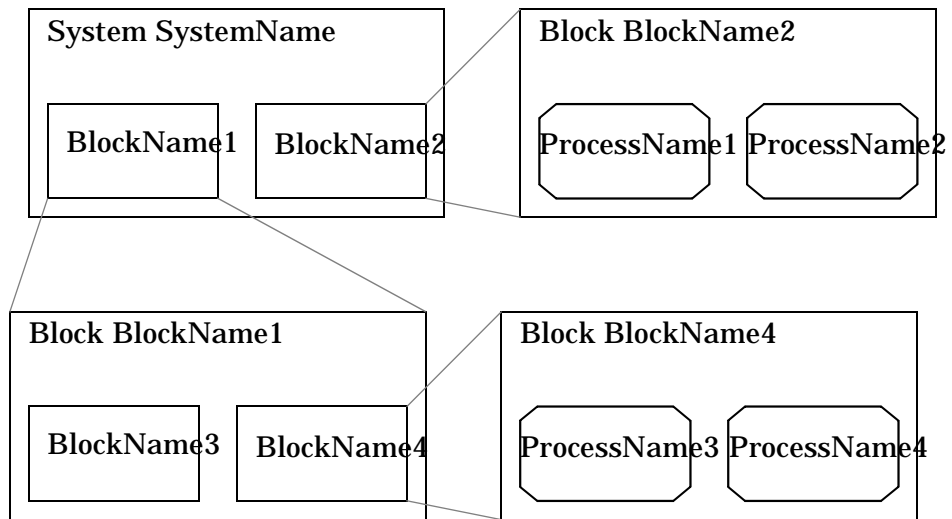 System SystemName
BlockName1
BlockName2
Block BlockName2
ProcessName1
ProcessName2
Block BlockName1
BlockName3
BlockName4
Block BlockName4
ProcessName3
ProcessName4